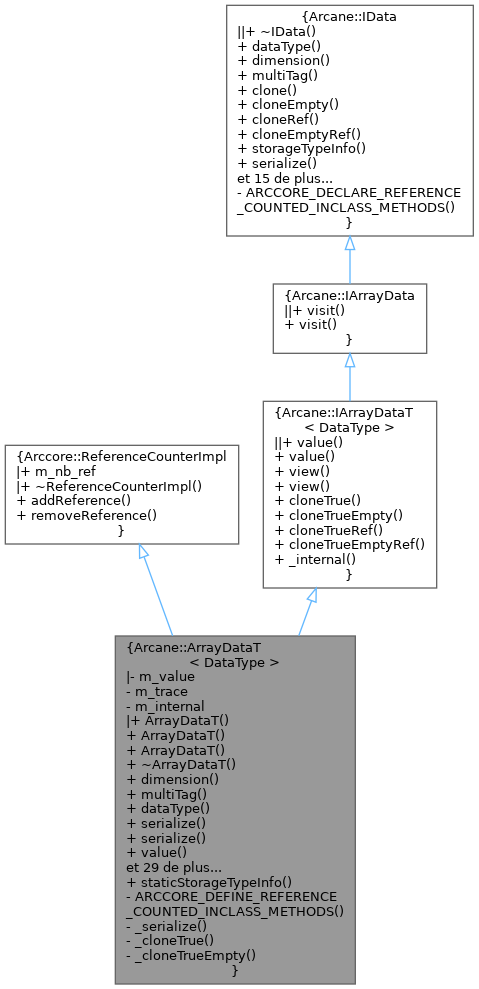 {Arcane::IData
||+ ~IData()
+ dataType()
+ dimension()
+ multiTag()
+ clone()
+ cloneEmpty()
+ cloneRef()
+ cloneEmptyRef()
+ storageTypeInfo()
+ serialize()
et 15 de plus...
- ARCCORE_DECLARE_REFERENCE
_COUNTED_INCLASS_METHODS()
}
{Arcane::IArrayData
||+ visit()
+ visit()
}
{Arcane::IArrayDataT
< DataType >
||+ value()
+ value()
+ view()
+ view()
+ cloneTrue()
+ cloneTrueEmpty()
+ cloneTrueRef()
+ cloneTrueEmptyRef()
+ _internal()
}
{Arccore::ReferenceCounterImpl
|+ m_nb_ref
|+ ~ReferenceCounterImpl()
+ addReference()
+ removeReference()
}
{Arcane::ArrayDataT
< DataType >
|- m_value
- m_trace
- m_internal
|+ ArrayDataT()
+ ArrayDataT()
+ ArrayDataT()
+ ~ArrayDataT()
+ dimension()
+ multiTag()
+ dataType()
+ serialize()
+ serialize()
+ value()
et 29 de plus...
+ staticStorageTypeInfo()
- ARCCORE_DEFINE_REFERENCE
_COUNTED_INCLASS_METHODS()
- _serialize()
- _cloneTrue()
- _cloneTrueEmpty()
}